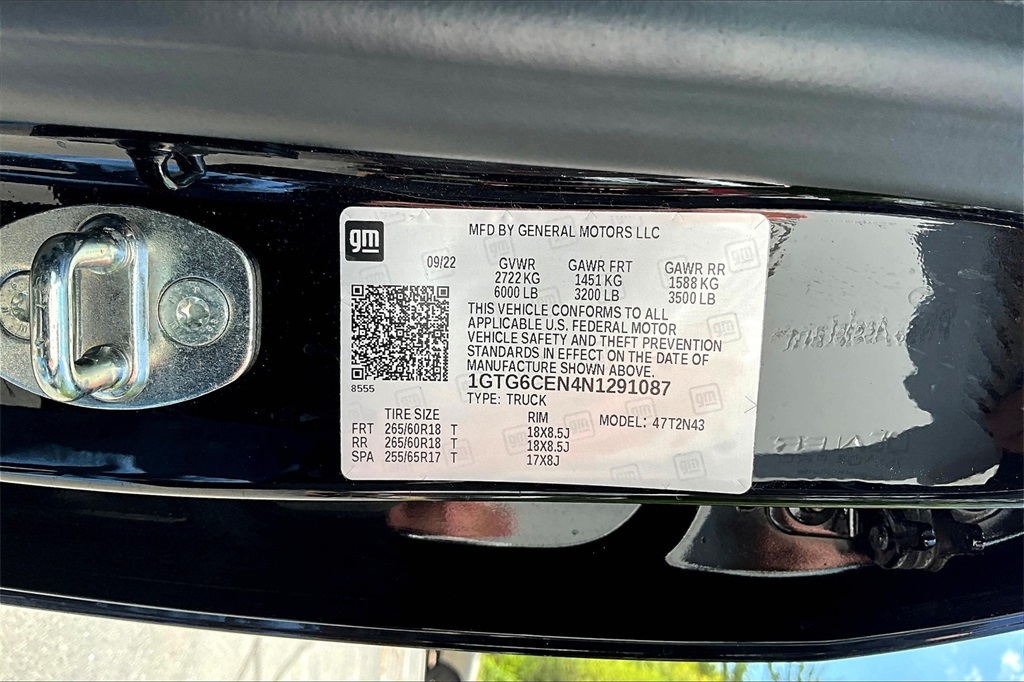 gm
MFD BY GENERAL MOTORS LLC
09/22 GVWR GAWR FRT GAWR RR
2722 KG 1451 KG 1588 KG
6000 LB 3200 LB 3500 LB
THIS VEHICLE CONFORMS TO ALL
APPLICABLE U.S. FEDERAL MOTOR
VEHICLE SAFETY AND THEFT PREVENTION
STANDARDS IN EFFECT ON THE DATE OF
MANUFACTURE SHOWN ABOVE.
8555
1GTG6CEN4N1291087
TYPE: TRUCK
TIRE SIZE RIM MODEL: 47T2N43
FRT 265/60R18 T 18X8.5J
RR 265/60R18 T 18X8.5J
SPA 255/65R17 T 17X8J